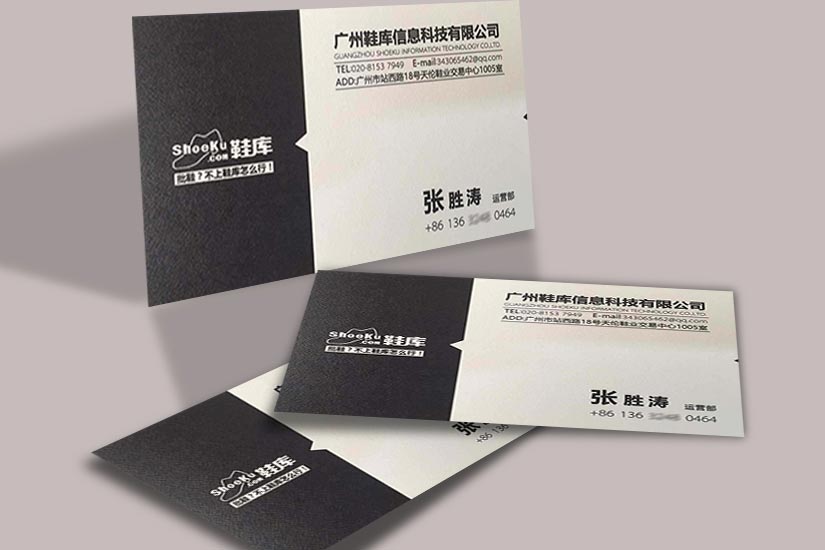 广州鞋库信息科技有限公司
GUANGZHOU SHOEKU INFORMATION TECHNOLOGY CO.,LTD.
TEL:020-8153 7949 E-mail:343065462@qq.com
ADD:广州市站西路18号天伦鞋业交易中心1005室
ShoeKu
.COM 鞋库
批鞋？不上鞋库怎么行！
张胜涛 运营部
+86 136 0464
广州鞋库信息科技有限公司
GUANGZHOU SHOEKU INFORMATION TECHNOLOGY CO.,LTD.
TEL:020-8153 7949 E-mail:343065462@qq.com
ADD:广州市站西路18号天伦鞋业交易中心1005室
ShoeKu
.COM 鞋库
批鞋？不上鞋库怎么行！
张胜涛 运营部
+86 136 0464
张
+86
ShoeKu
.COM 鞋库
批鞋？不上鞋库怎么行！